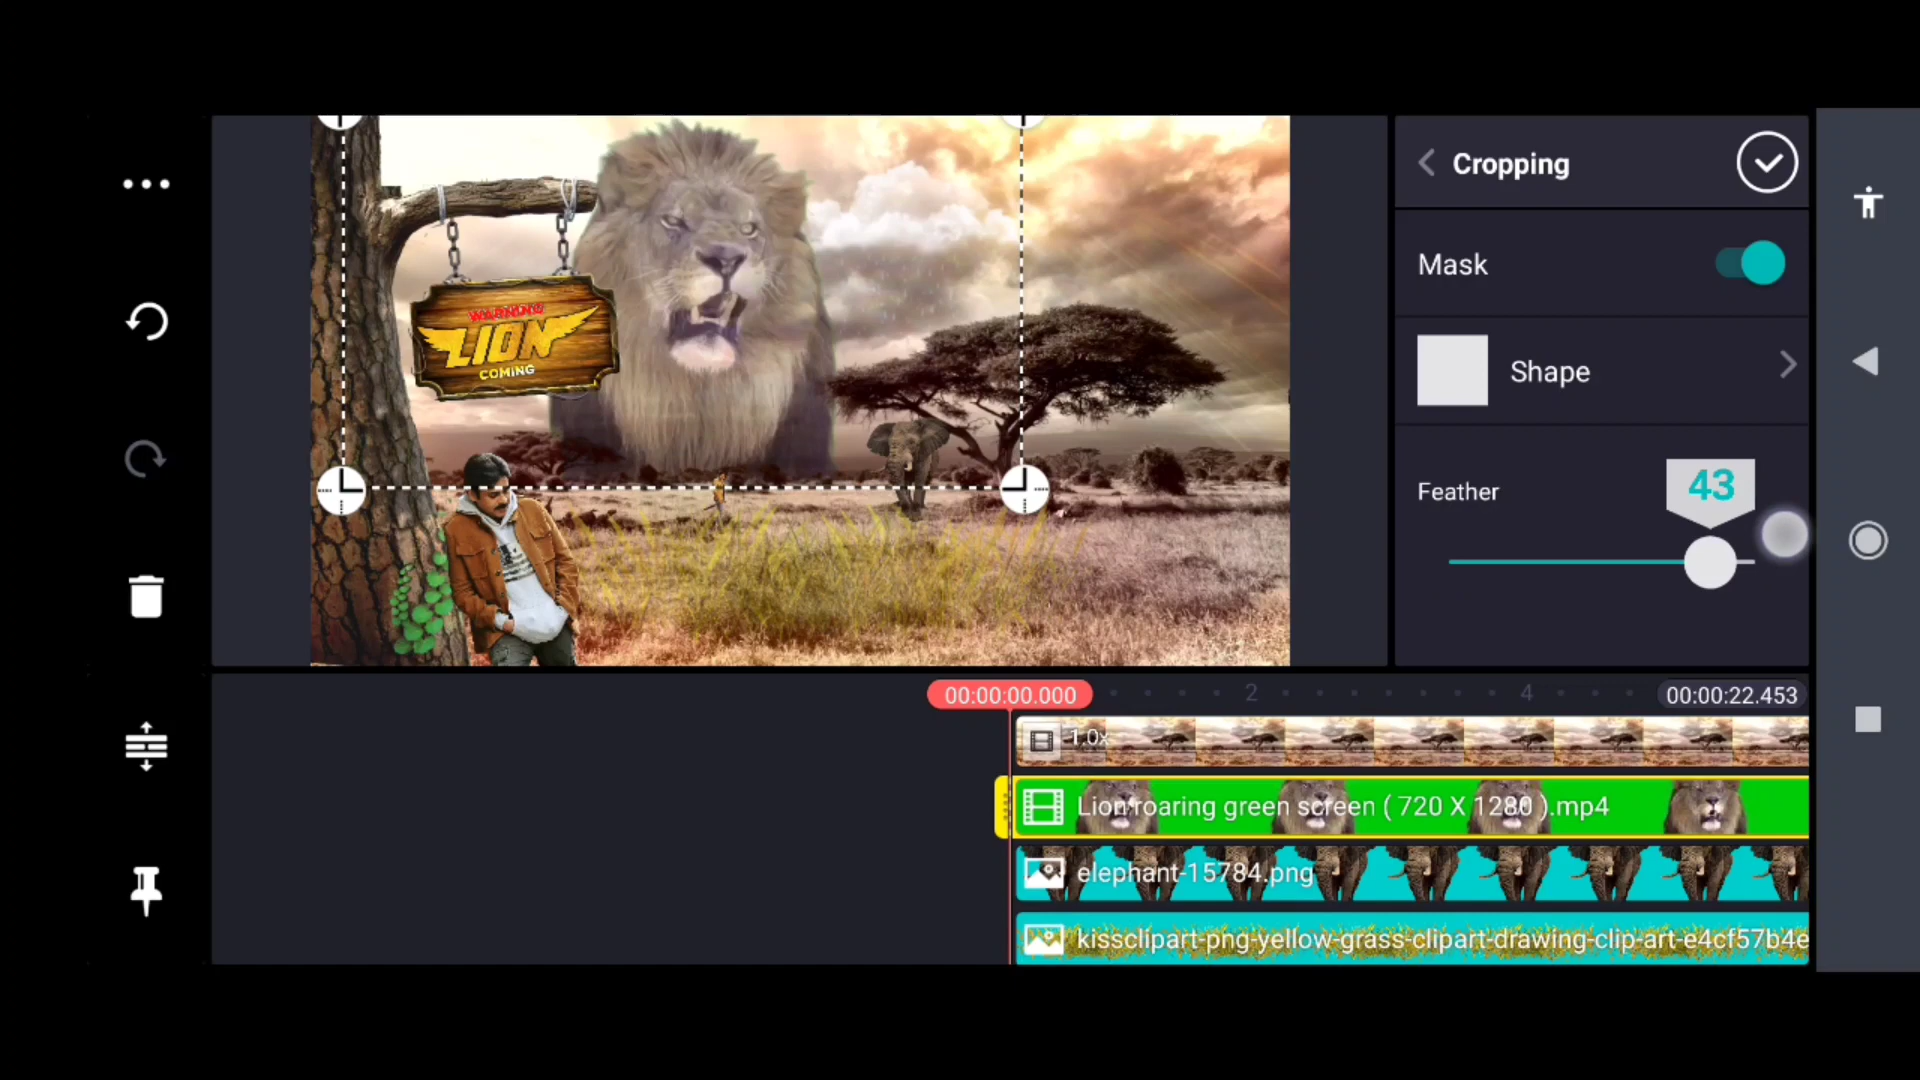 Cropping
Mask
Shape
Feather
43
WARNING
LION
COMING
00:00:00.000
2
4
00:00:22.453
1.0x
Lion roaring green screen ( 720 X 1280 ).mp4
elephant-15784.png
kissclipart-png-yellow-grass-clipart-drawing-clip-art-e4cf57b4e